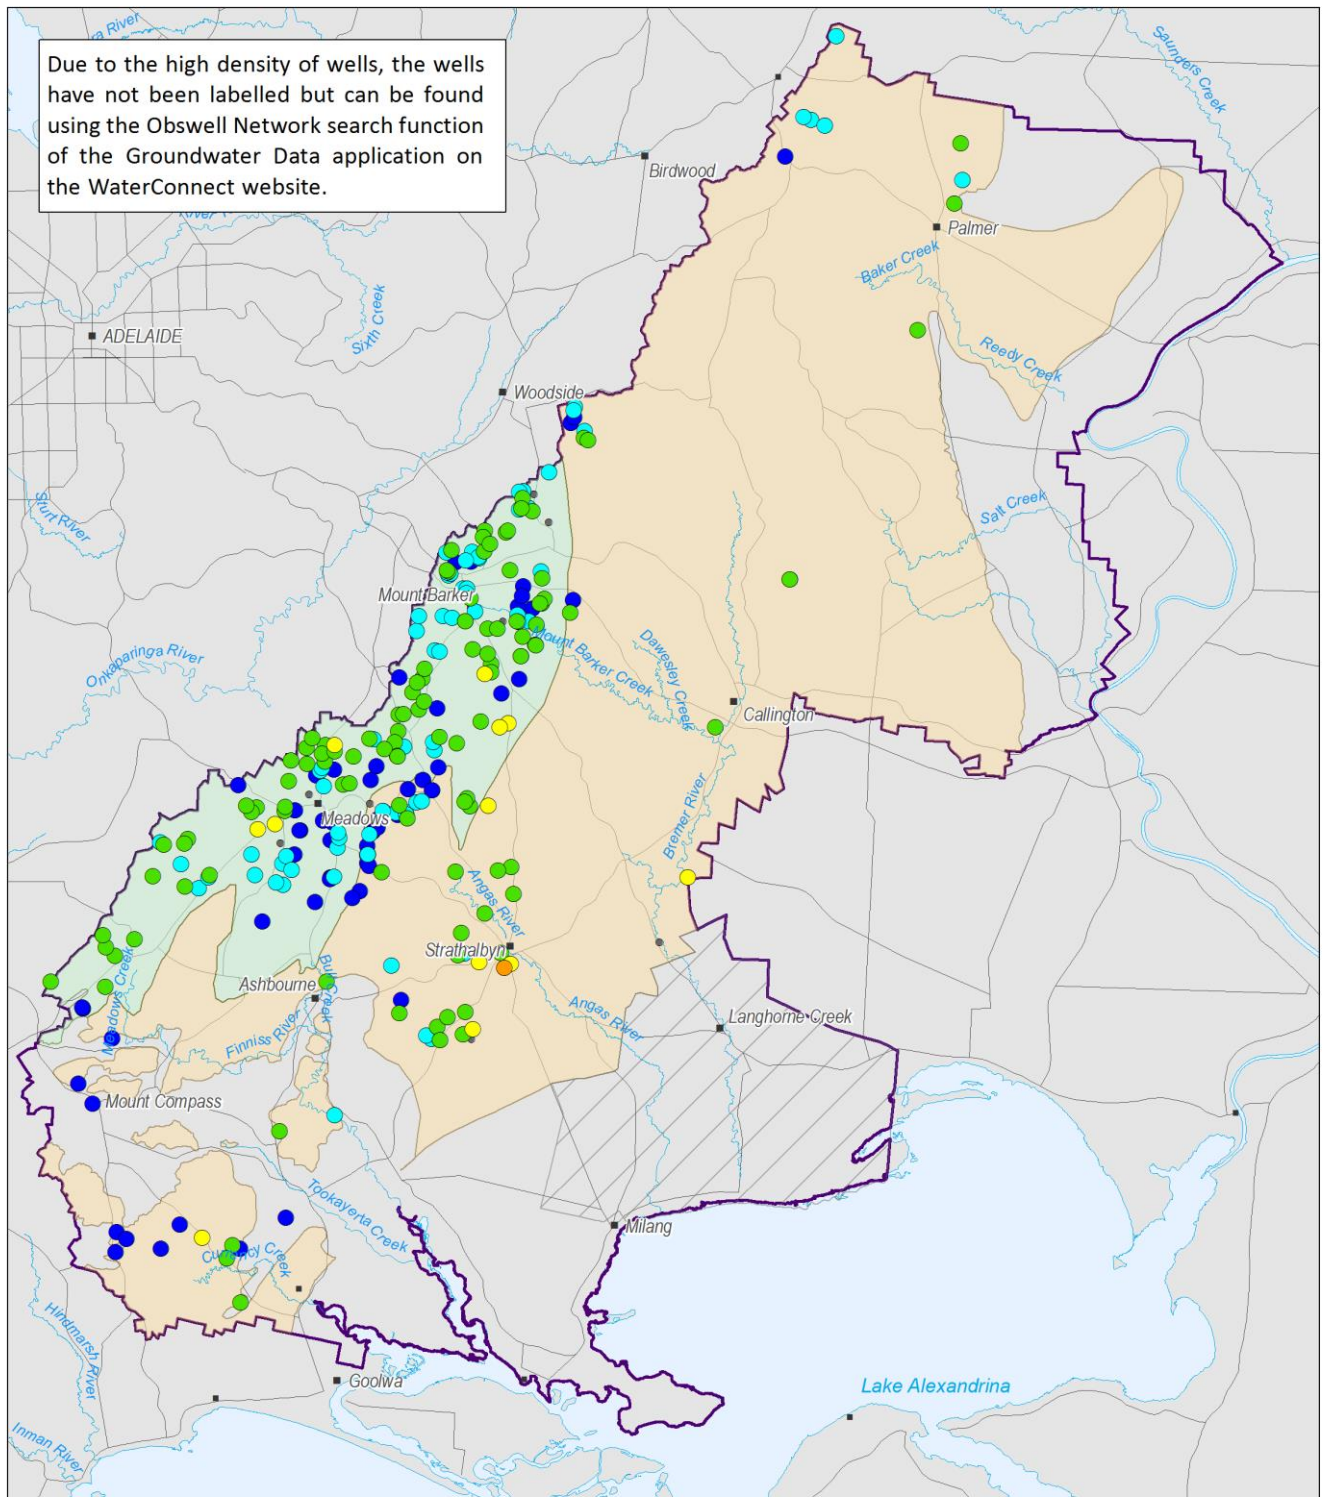 ra River
Due to the high density of wells, the wells
have not been labelled but can be found
using the Obswell Network search function
of the Groundwater Data application on
the WaterConnect website.
Saunders Creek
Birdwood
Palmer
Baker Creek
ADELAIDE
Sixth Creek
Reedy Creek
Woodside
Sturt River
Salt Creek
Mount Barker
Mount Barker Creek
Dawesley Creek
Onkaparinga River
Callington
Bremer River
Meadows
Angas River
Strathalbyn
Ashbourne
Bull Creek
Meadows Creek
Finniss River
Angas River
Langhorne Creek
Mount Compass
Tookayerta Creek
Milang
Currency Creek
Hindmarsh River
Goolwa
Lake Alexandrina
Inman River